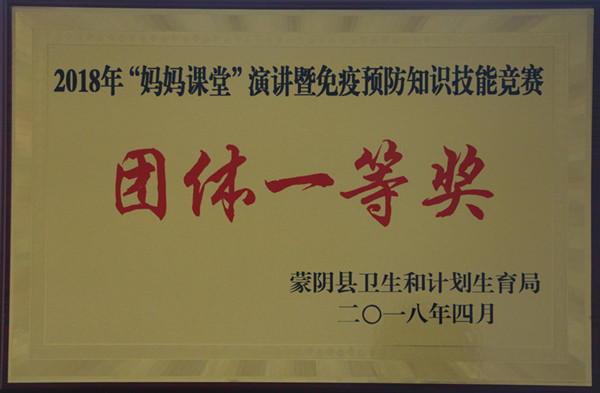 2018年“妈妈课堂”演讲暨免疫预防知识技能竞赛
团体一等奖
蒙阴县卫生和计划生育局
二〇一八年四月